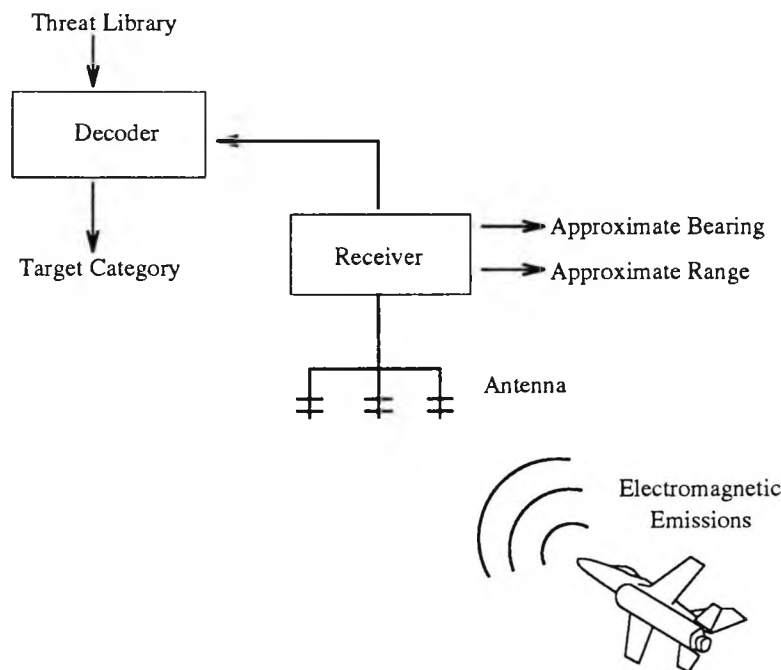 Threat Library
Decoder
Target Category
Receiver
Approximate Bearing
Approximate Range
Antenna
Electromagnetic
Emissions